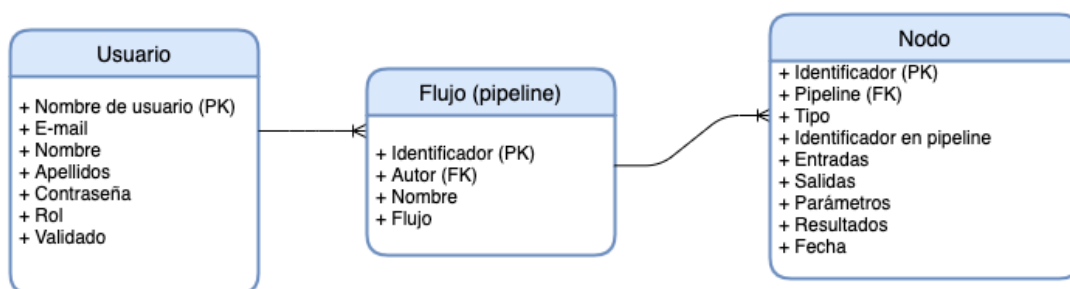 Usuario
+ Nombre de usuario (PK)
+ E-mail
+ Nombre
+ Apellidos
+ Contraseña
+ Rol
+ Validado
Flujo (pipeline)
+ Identificador (PK)
+ Autor (FK)
+ Nombre
+ Flujo
Nodo
+ Identificador (PK)
+ Pipeline (FK)
+ Tipo
+ Identificador en pipeline
+ Entradas
+ Salidas
+ Parámetros
+ Resultados
+ Fecha